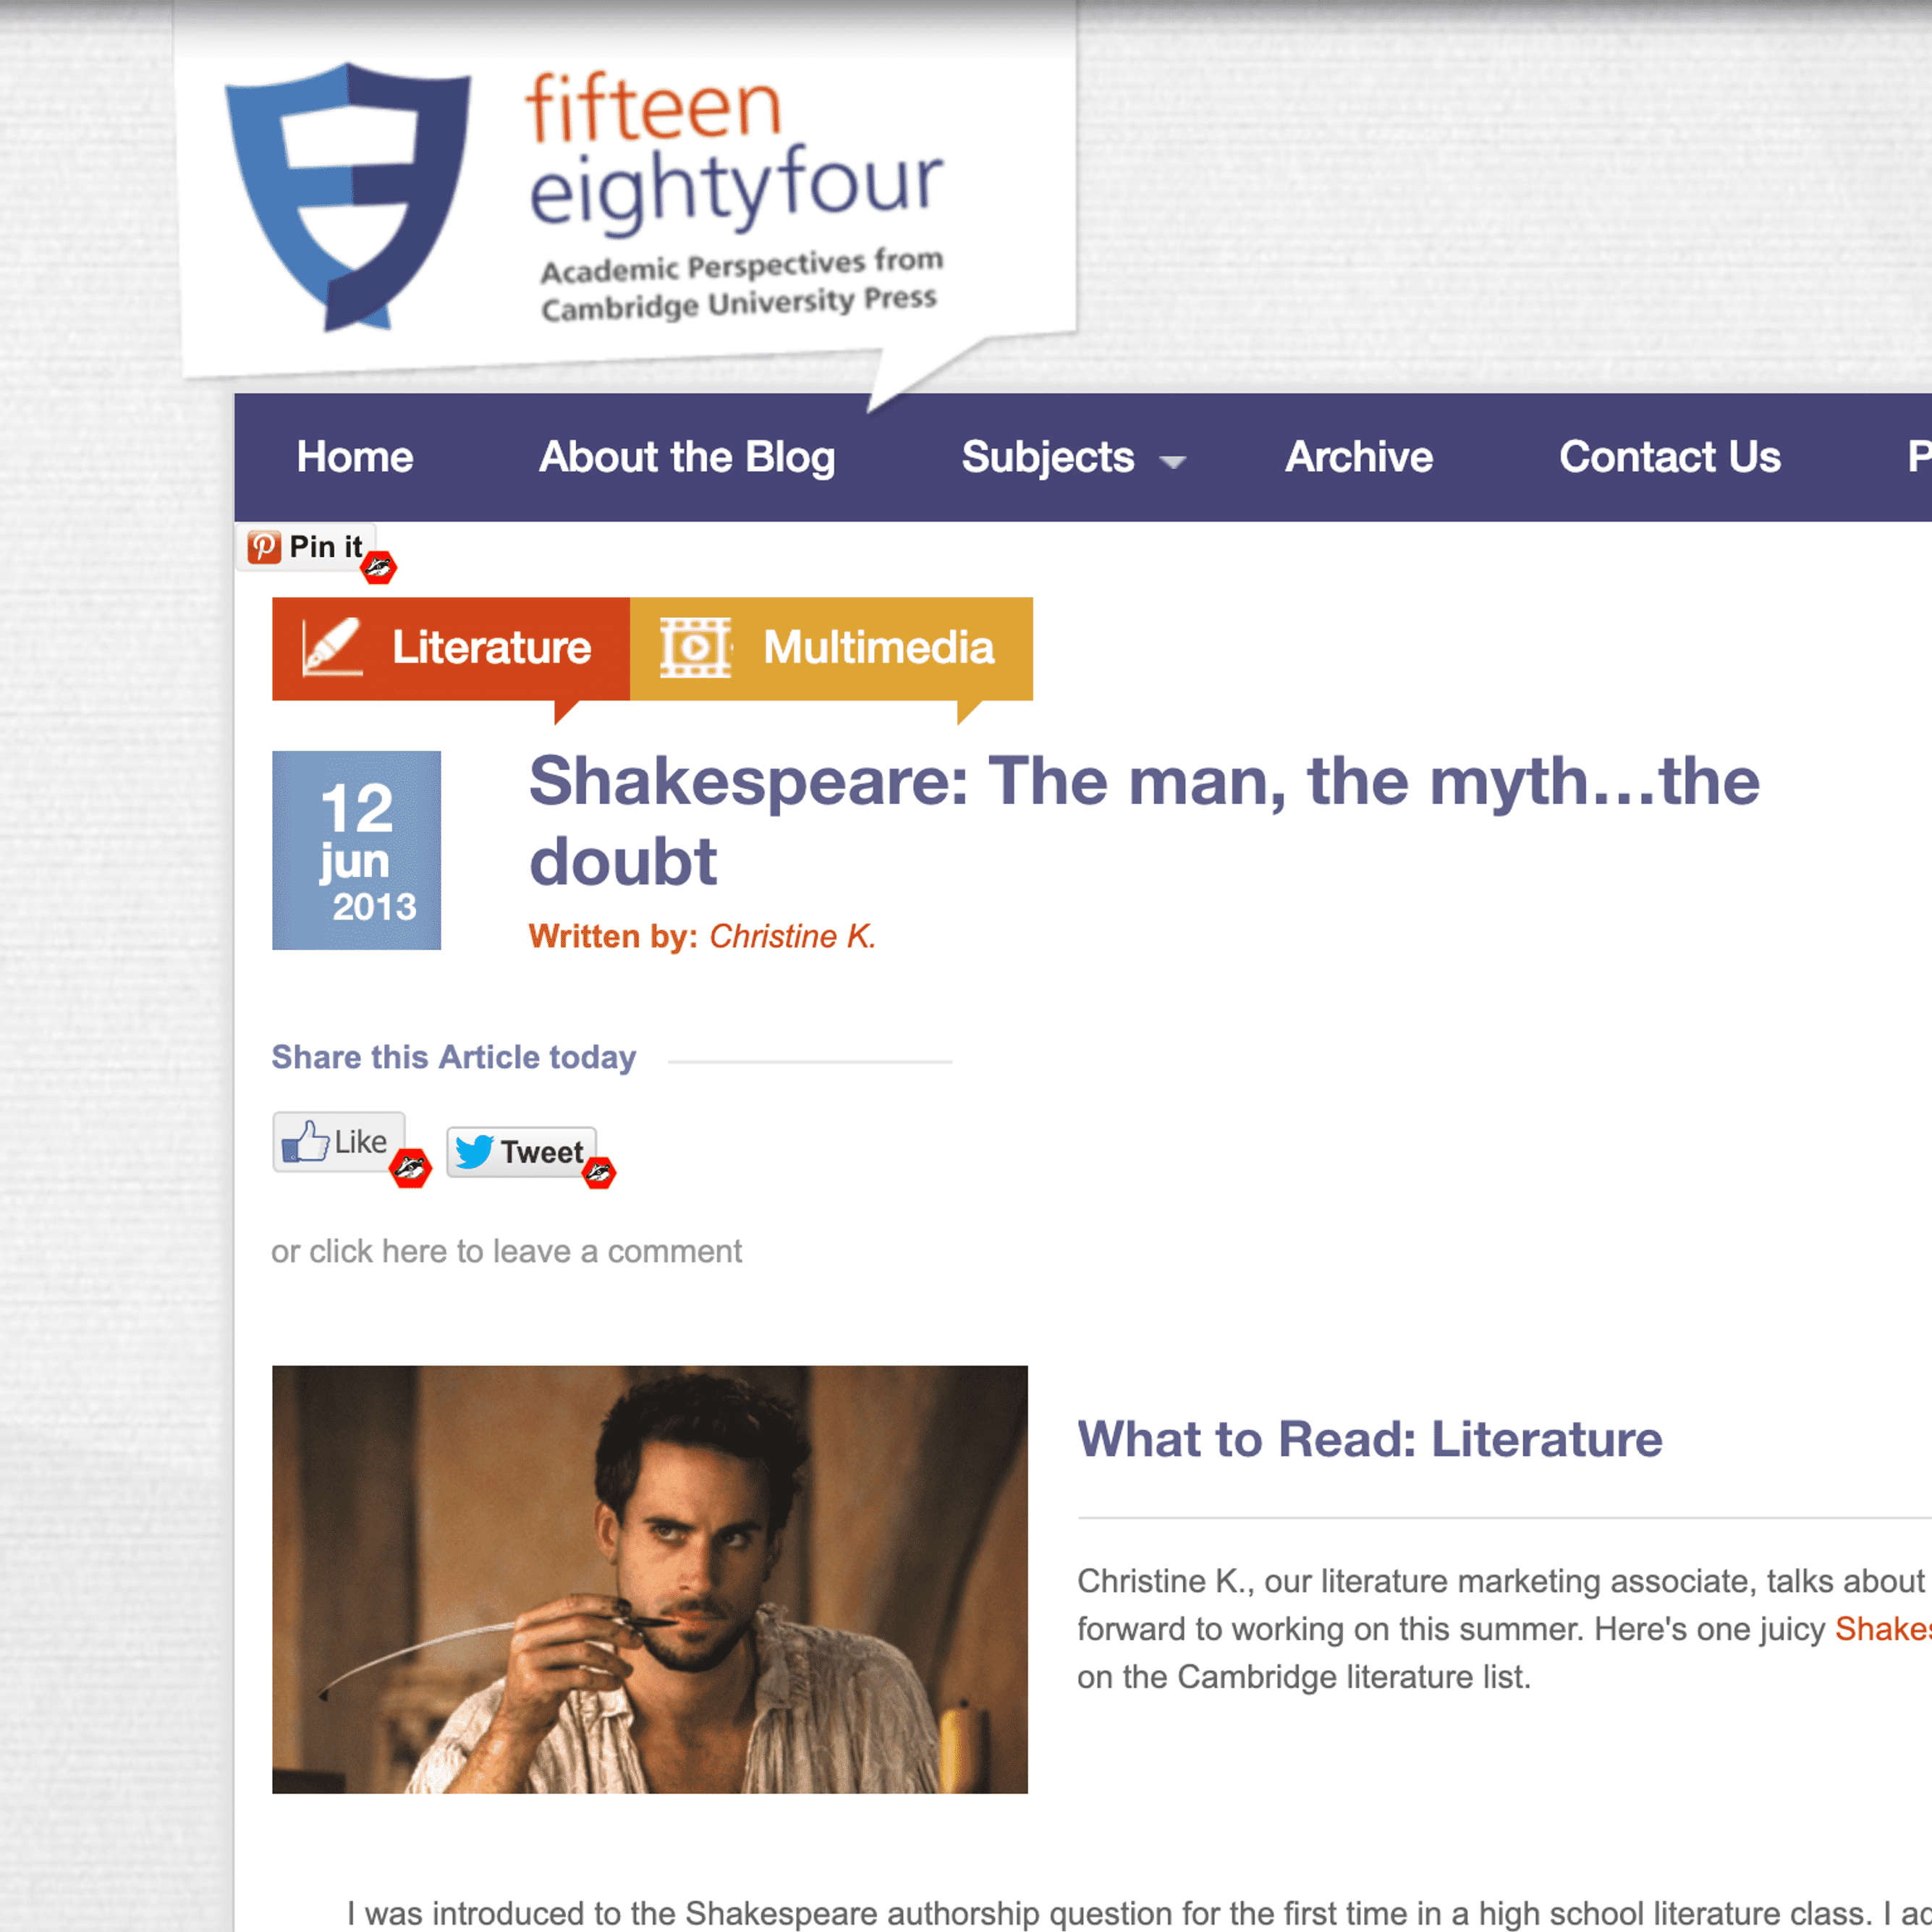 fifteen
eightyfour
Academic Perspectives from
Cambridge University Press
Home About the Blog Subjects Archive Contact Us
Pin it
Literature Multimedia
12
jun
2013
Shakespeare: The man, the myth...the
doubt
Written by: Christine K.
Share this Article today
Like Tweet
or click here to leave a comment
What to Read: Literature
Christine K., our literature marketing associate, talks about
forward to working on this summer. Here's one juicy
on the Cambridge literature list.
I was introduced to the Shakespeare authorship question for the first time in a high school literature class. I